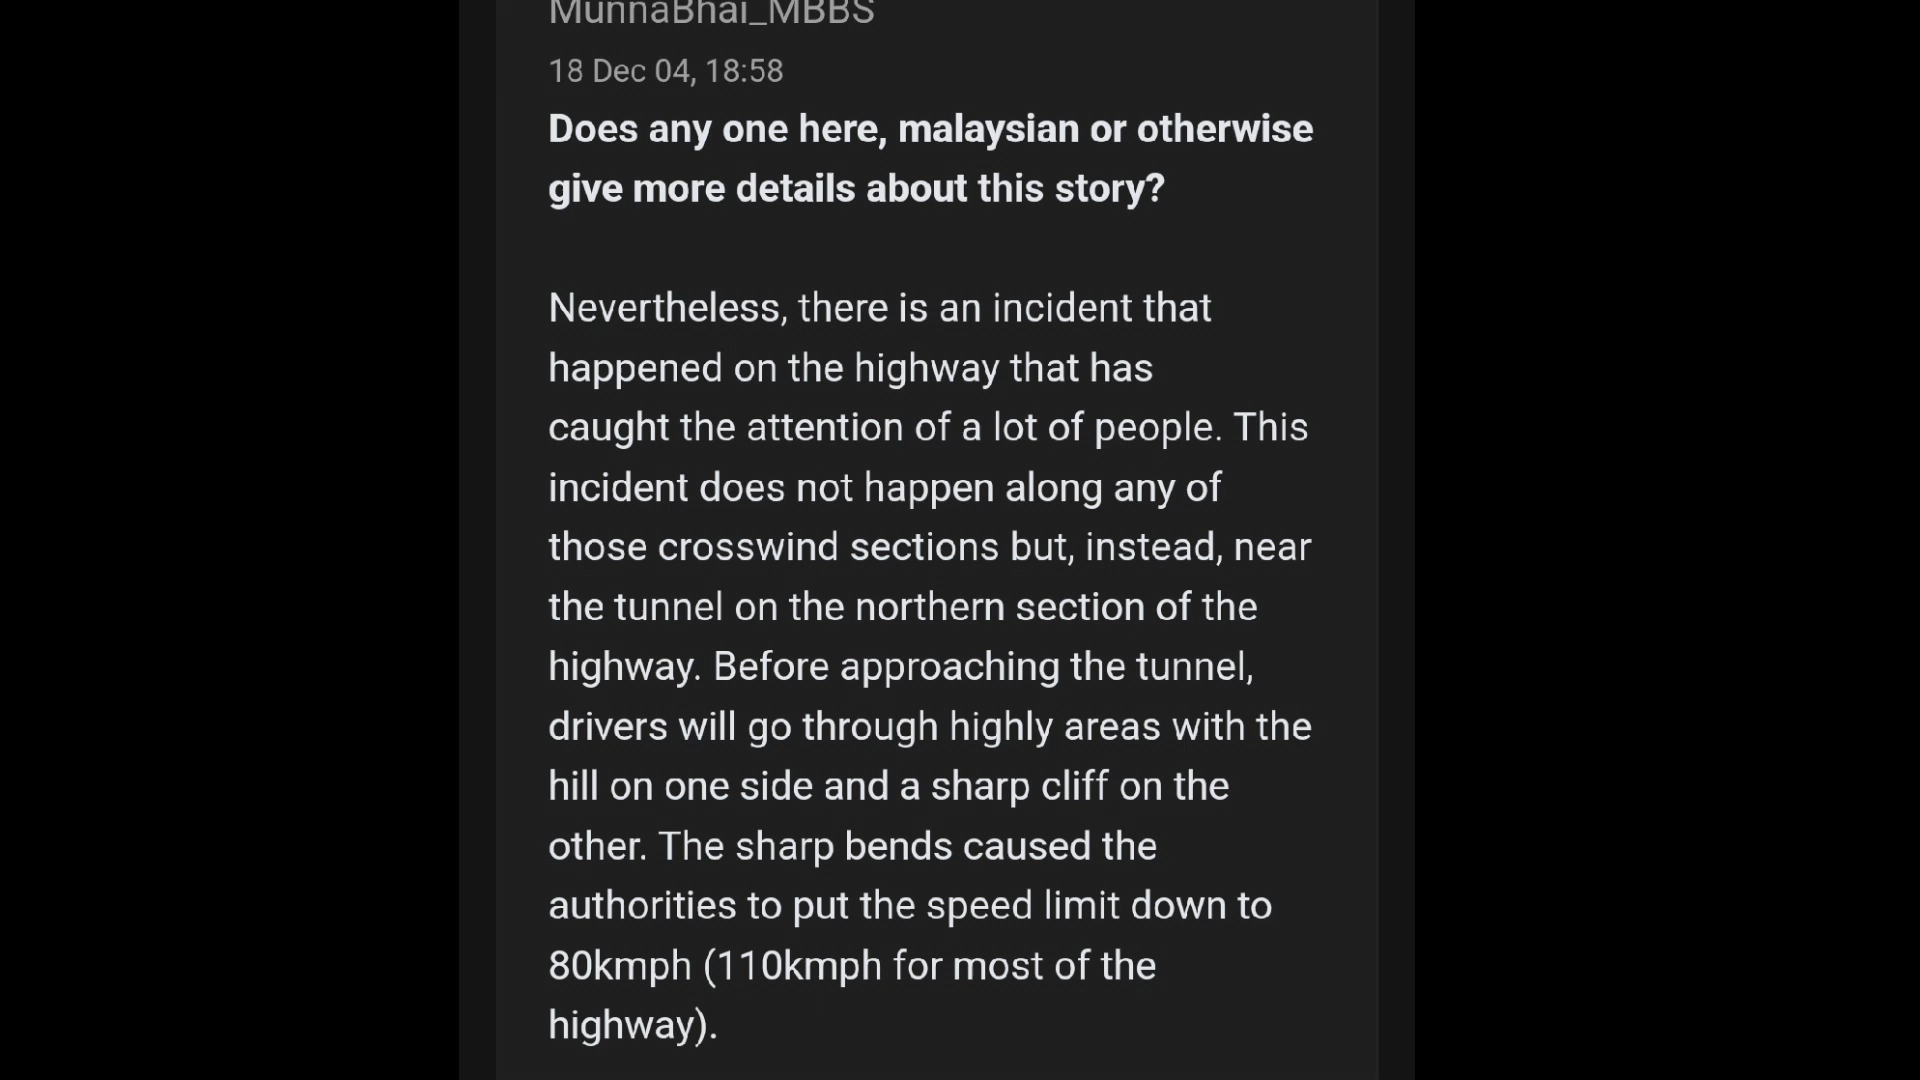 MunnaBhai_MBBS
18 Dec 04, 18:58
Does any one here, malaysian or otherwise
give more details about this story?
Nevertheless, there is an incident that
happened on the highway that has
caught the attention of a lot of people. This
incident does not happen along any of
those crosswind sections but, instead, near
the tunnel on the northern section of the
highway. Before approaching the tunnel,
drivers will go through highly areas with the
hill on one side and a sharp cliff on the
other. The sharp bends caused the
authorities to put the speed limit down to
80kmph (110kmph for most of the
highway).